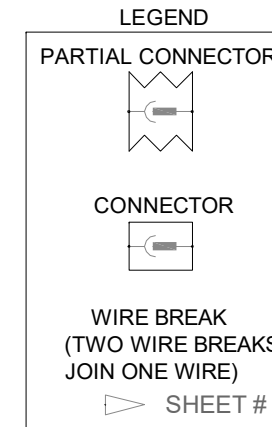 LEGEND
PARTIAL CONNECTOR
CONNECTOR
WIRE BREAK
(TWO WIRE BREAKS
JOIN ONE WIRE)
SHEET #